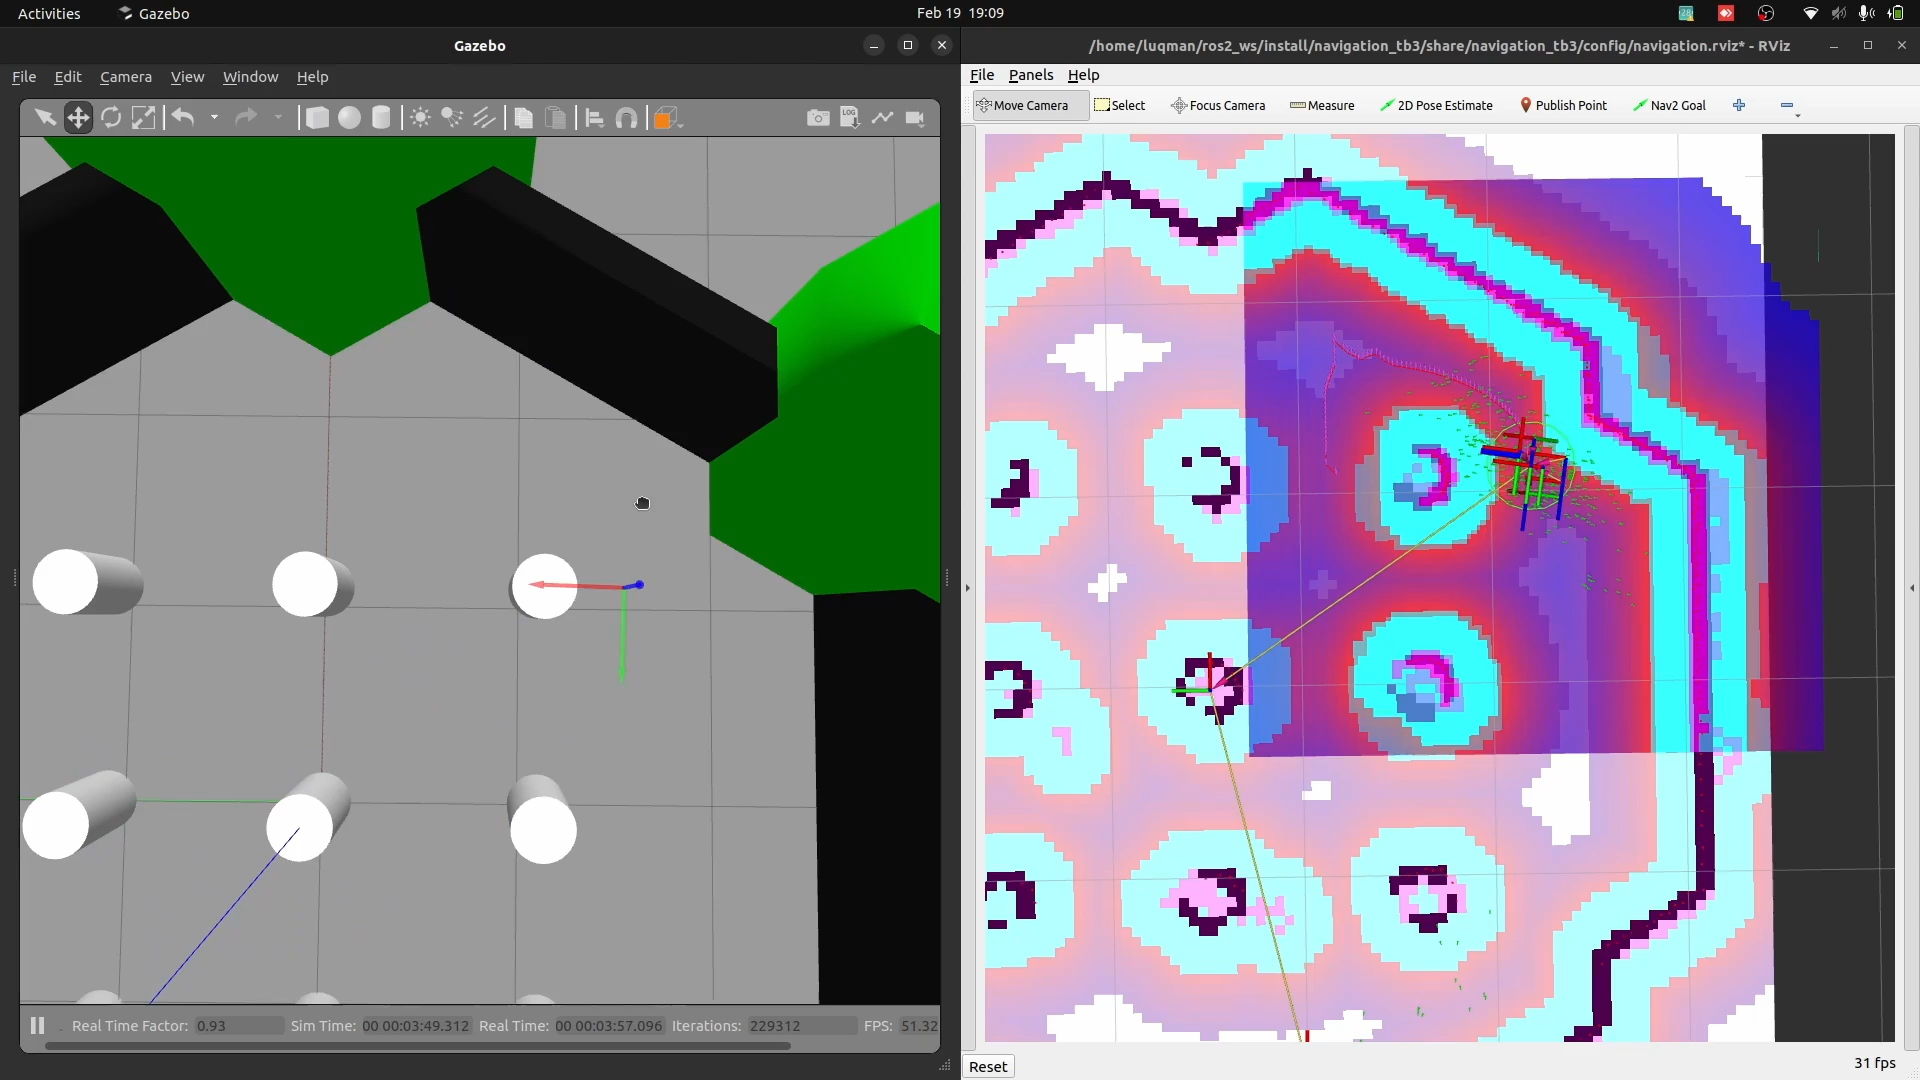 Activities Gazebo Feb 19 19:09
Gazebo
File Edit Camera View Window Help
LOG
Real Time Factor: 0.93 Sim Time: 00 00:03:49.312 Real Time: 00 00:03:57.096 Iterations: 229312 FPS: 51.32
/home/luqman/ros2_ws/install/navigation_tb3/share/navigation_tb3/config/navigation.rviz* - RViz
File Panels Help
Move Camera Select Focus Camera Measure 2D Pose Estimate Publish Point Nav2 Goal
Reset 31 fps